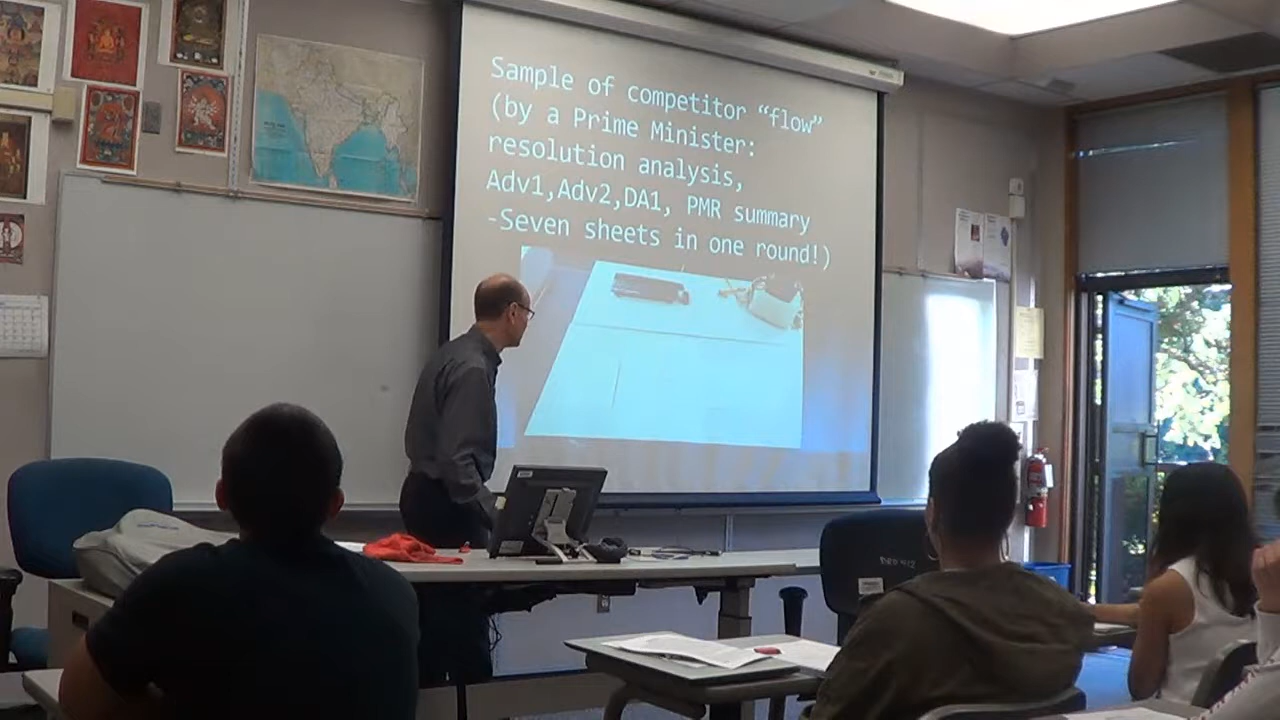 Sample of competitor “flow”
(by a Prime Minister:
resolution analysis,
Adv1,Adv2,DA1, PMR summary
-Seven sheets in one round!)